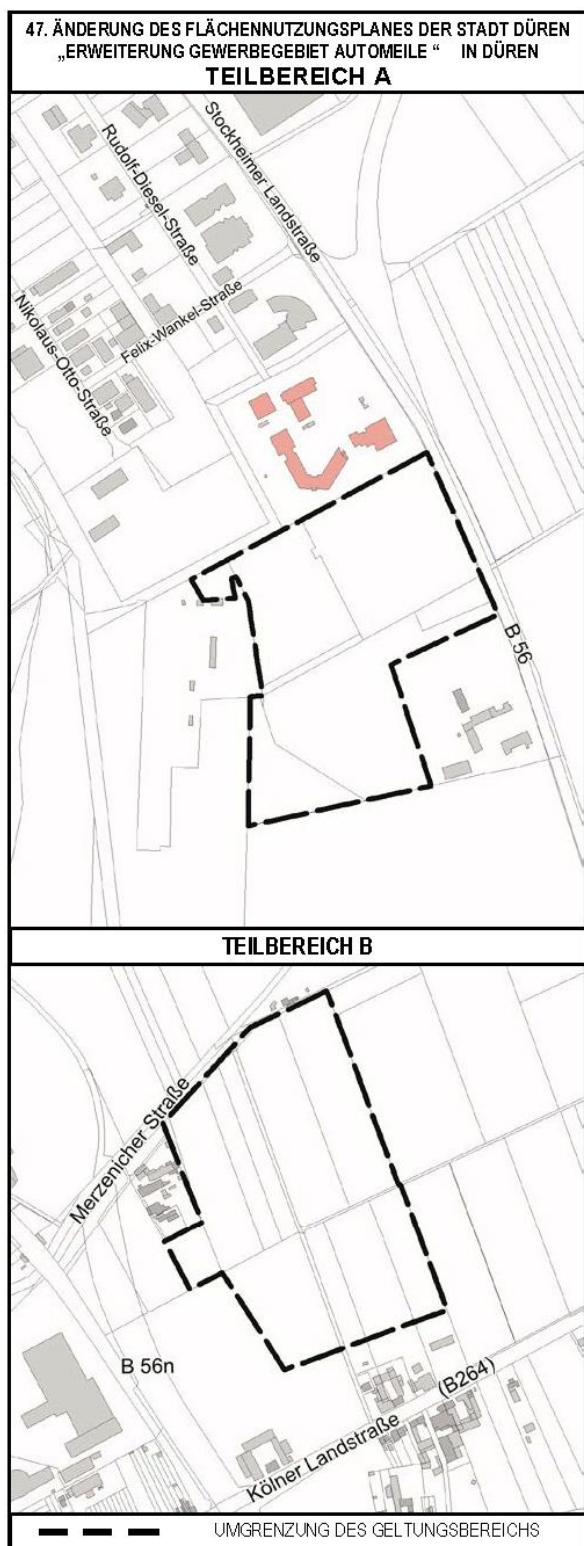 47. ÄNDERUNG DES FLÄCHENNUTZUNGSPLANES DER STADT DÜREN
„ERWEITERUNG GEWERBEGEBIET AUTOMEILE “ IN DÜREN
TEILBEREICH A
Stockheimer Landstraße
Rudolf-Diesel-Straße
Felix-Wankel-Straße
Nikolaus-Otto-Straße
B 56
TEILBEREICH B
Merzenicher Straße
B 56n
(B264)
Kölner Landstraße
UMGRENZUNG DES GELTUNGSBEREICHS